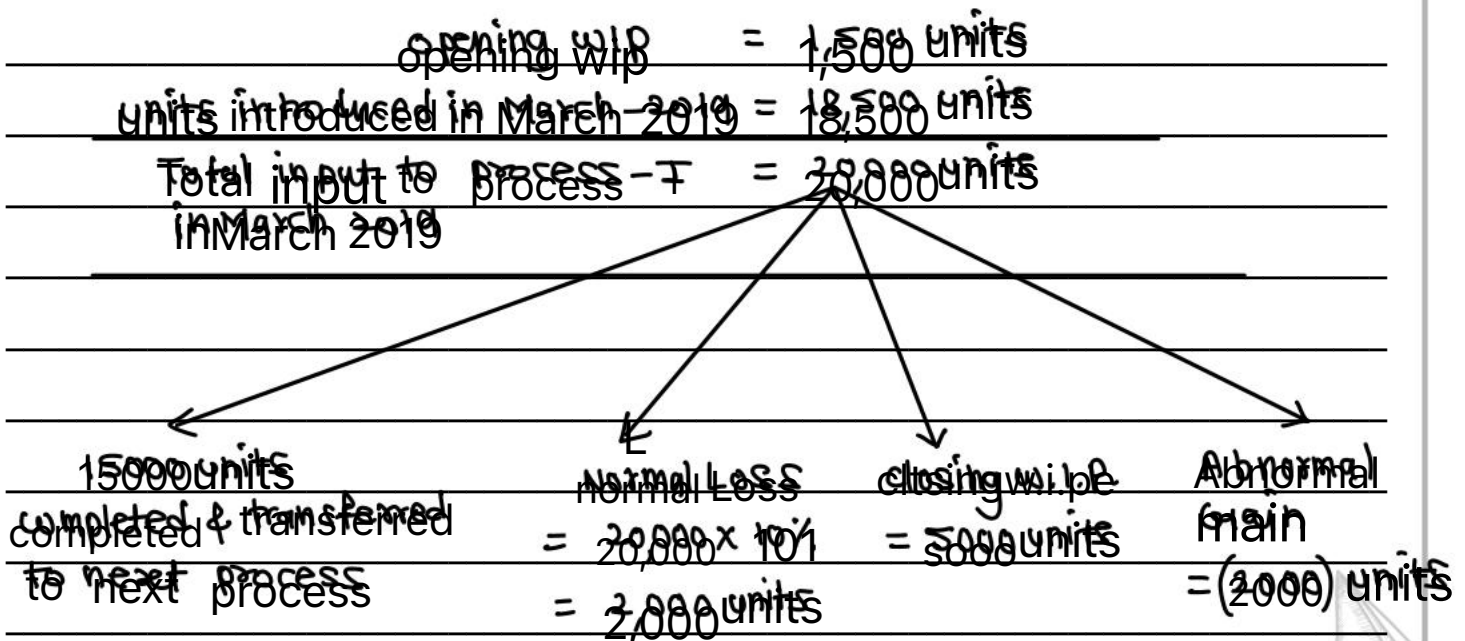 opening wip = 1,500 units
units introduced in March-2019 = 18,500 units
Total input to process-I = 20,000 units
in March 2019
15000 units
completed & transferred
to next process
Normal Loss
= 20,000 x 10%
= 2,000 units
closing w.i.p.
= 5000 units
Abnormal
Gain
= (2000) units